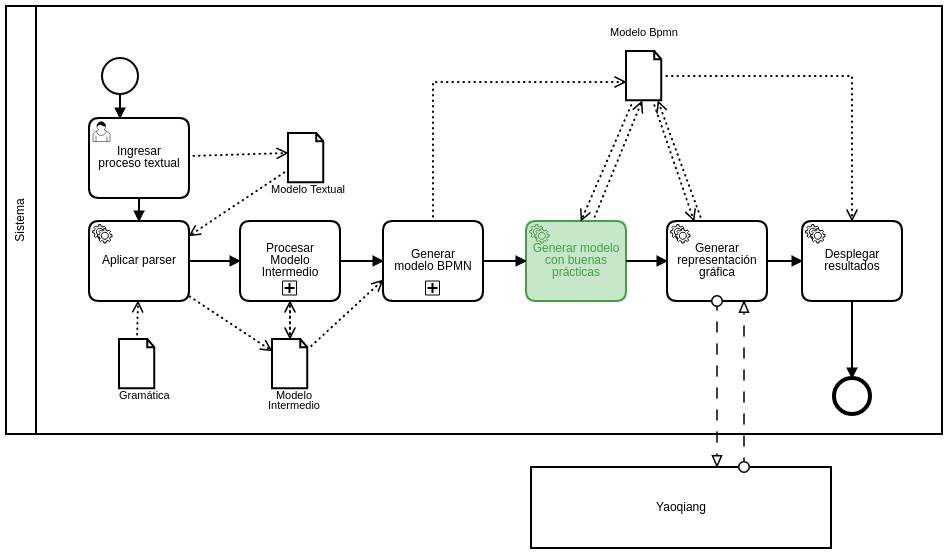 Modelo Bpmn
Sistema
Ingresar
proceso textual
Modelo Textual
Aplicar parser
Procesar
Modelo
Intermedio
Generar
modelo BPMN
Generar modelo
con buenas
prácticas
Generar
representación
gráfica
Desplegar
resultados
Gramática
Modelo
Intermedio
Yaoqiang